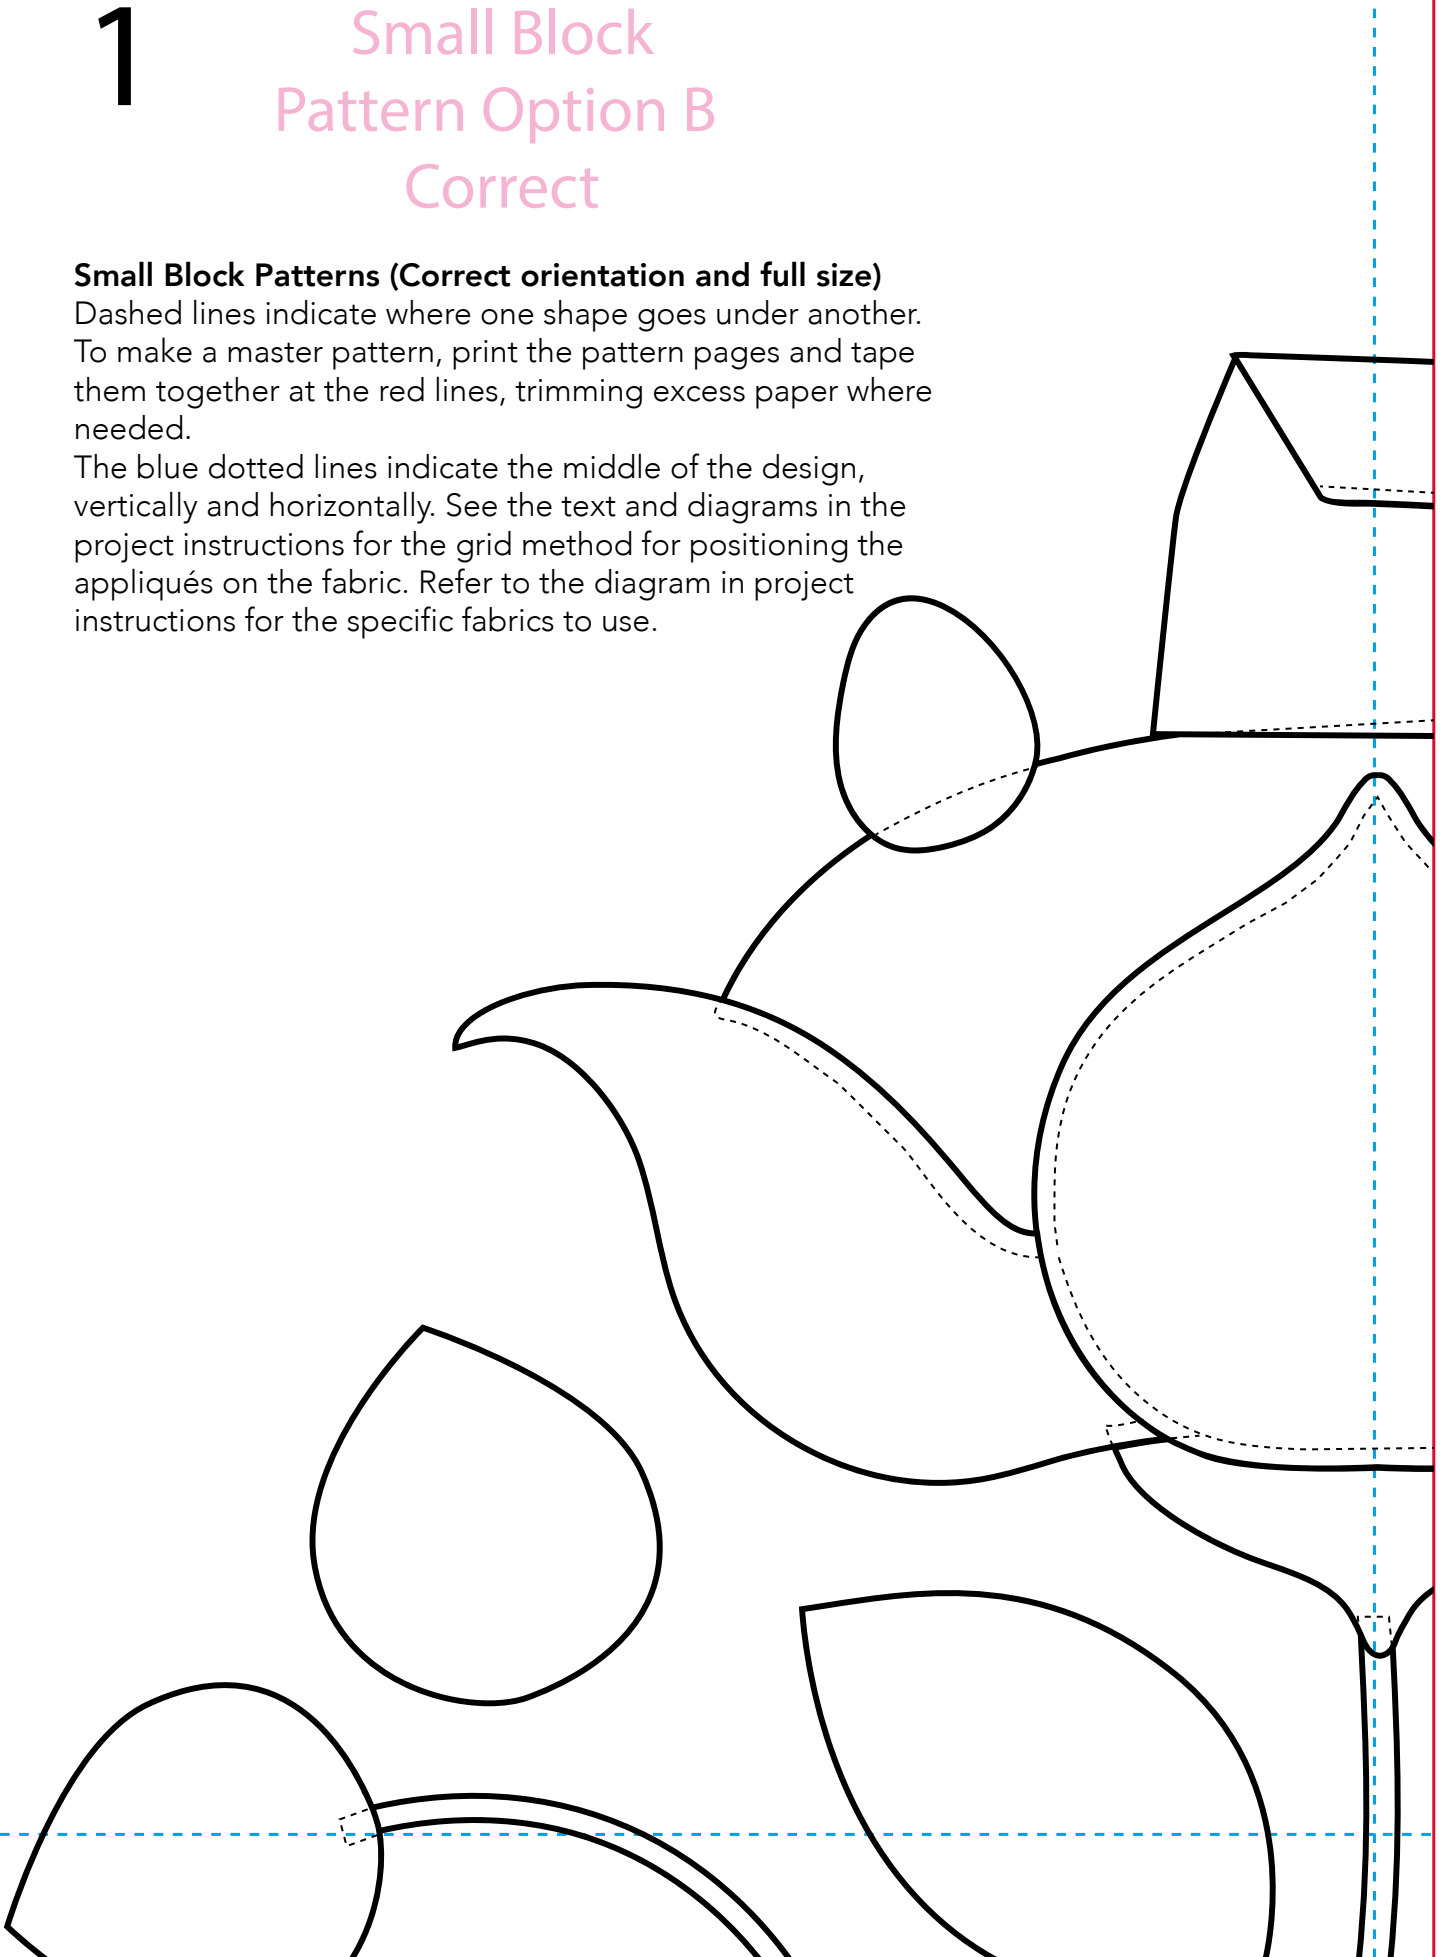 1
Small Block
Pattern Option B
Correct
Small Block Patterns (Correct orientation and full size)
Dashed lines indicate where one shape goes under another.
To make a master pattern, print the pattern pages and tape
them together at the red lines, trimming excess paper where
needed.
The blue dotted lines indicate the middle of the design,
vertically and horizontally. See the text and diagrams in the
project instructions for the grid method for positioning the
appliqués on the fabric. Refer to the diagram in project
instructions for the specific fabrics to use.